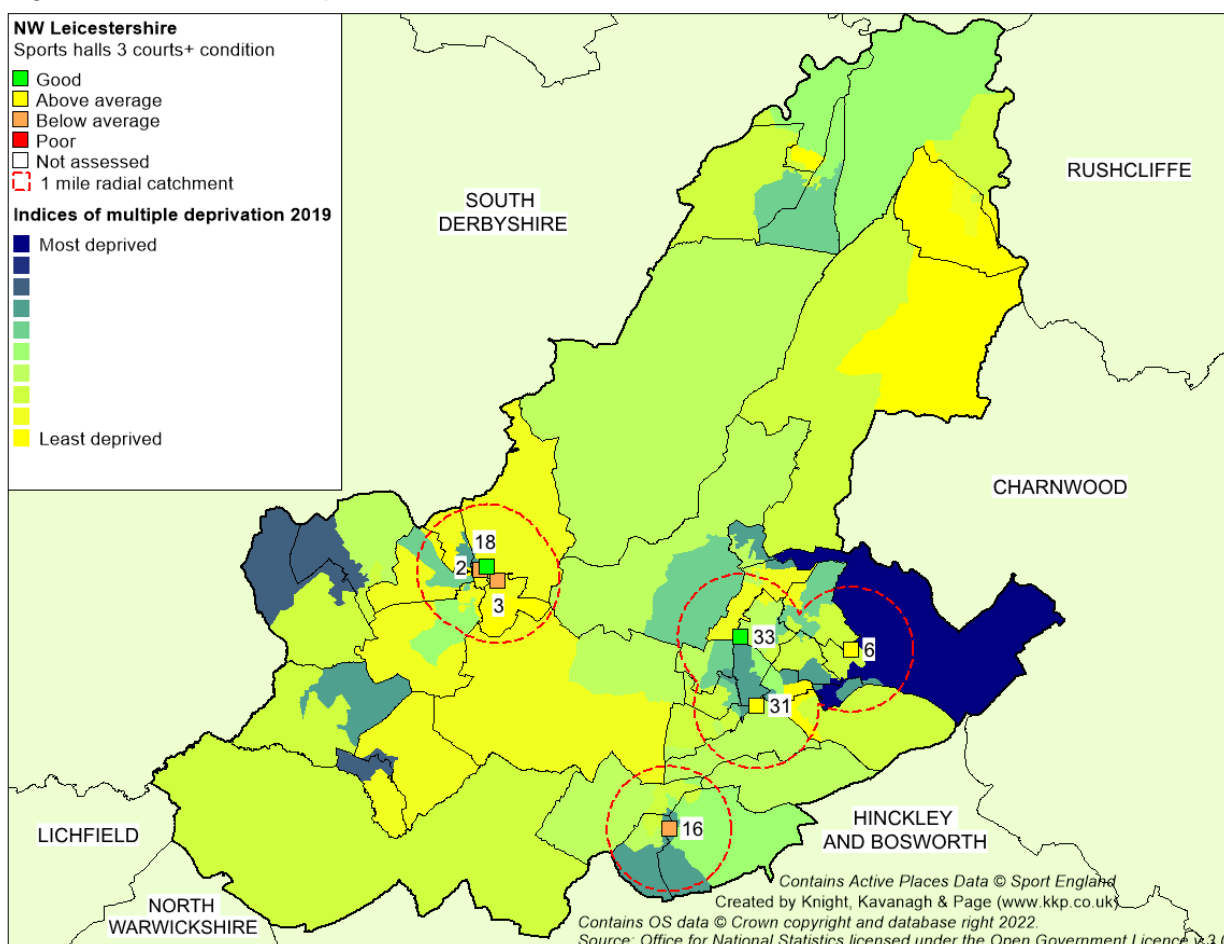 NW Leicestershire
Sports halls 3 courts+ condition
Good
Above average
Below average
Poor
Not assessed
1 mile radial catchment
Indices of multiple deprivation 2019
Most deprived
Least deprived
SOUTH
DERBYSHIRE
RUSHCLIFFE
CHARNWOOD
18
2
3
33
6
31
16
LICHFIELD
HINCKLEY
AND BOSWORTH
NORTH
WARWICKSHIRE
Contains Active Places Data © Sport England
Created by Knight, Kavanagh & Page (www.kkp.co.uk)
Contains OS data © Crown copyright and database right 2022.
Source: Office for National Statistics licensed under the Open Government Licence v.3.0